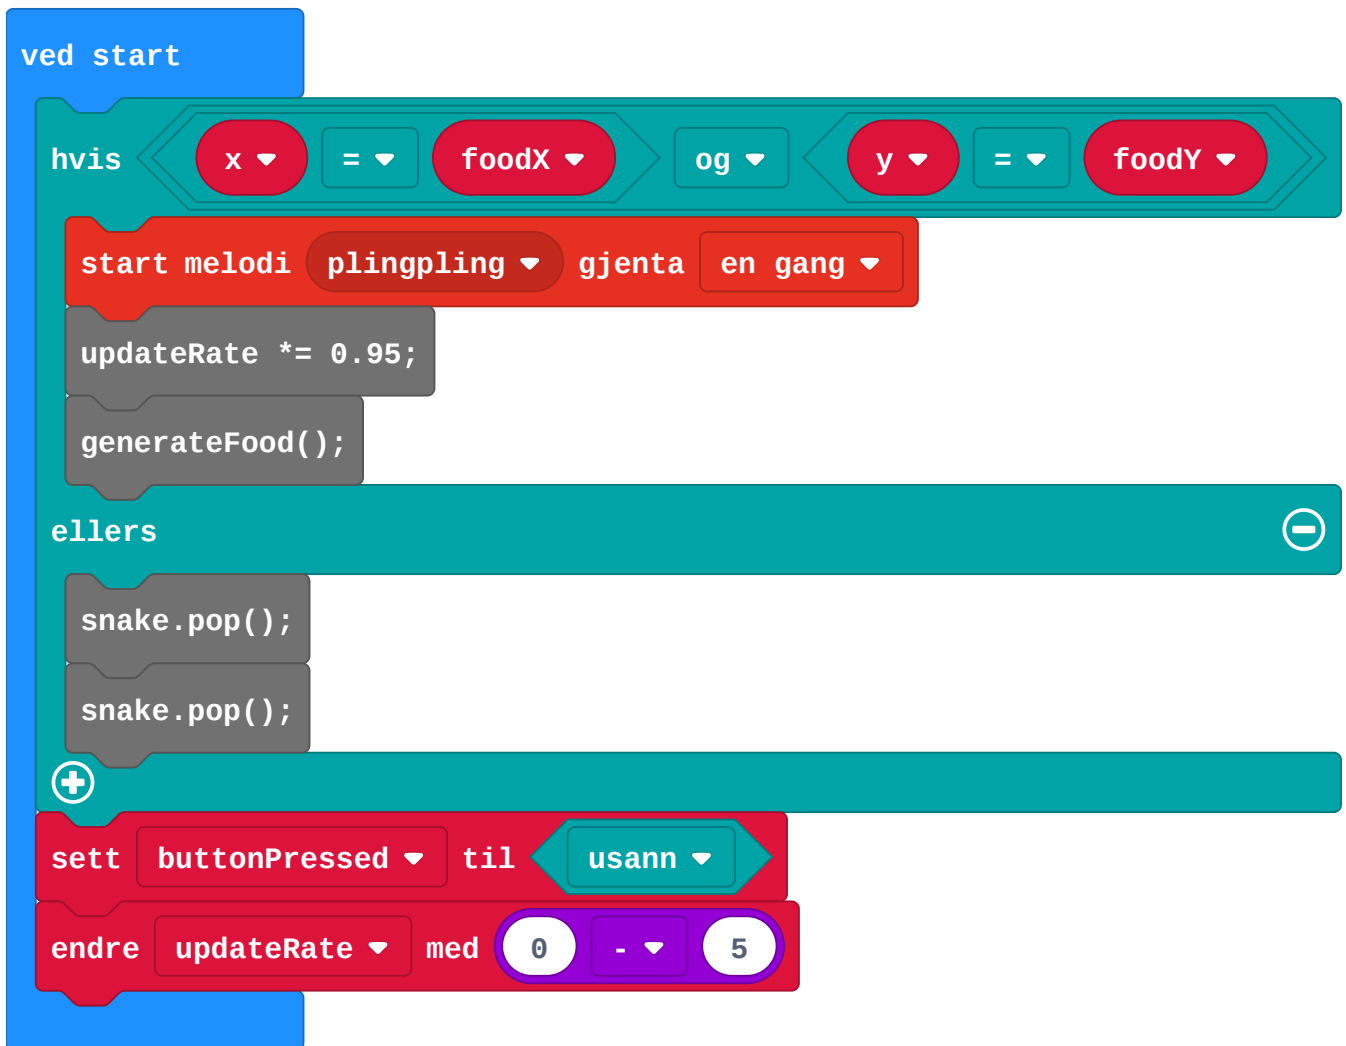 ved start
hvis x = foodX og y = foodY
start melodi plingpling gjenta en gang
updateRate *= 0.95;
generateFood();
ellers
snake.pop();
snake.pop();
sett buttonPressed til usann
endre updateRate med 0 - 5